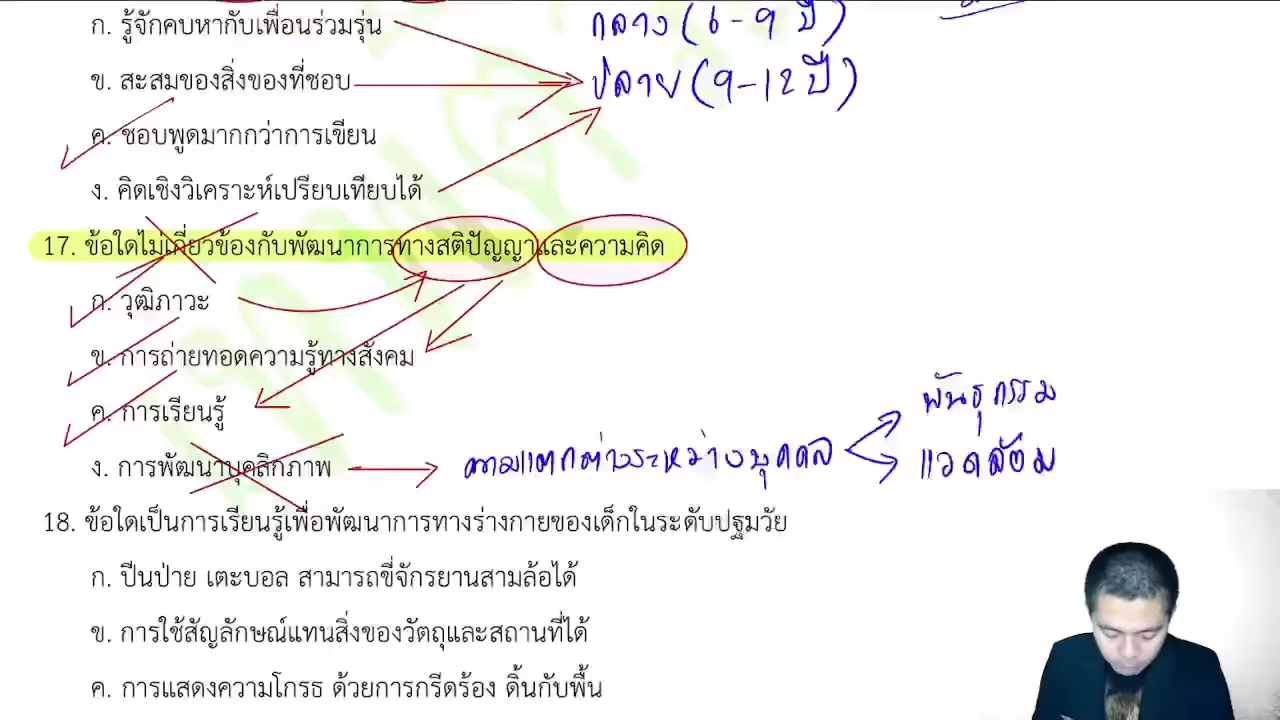 ก. รู้จักคบหากับเพื่อนร่วมรุ่น
กลาง (6-9 ปี)
ข. สะสมของสิ่งของที่ชอบ
ปลาย (9-12 ปี)
ค. ชอบพูดมากกว่าการเขียน
ง. คิดเชิงวิเคราะห์เปรียบเทียบได้
17. ข้อใดไม่เกี่ยวข้องกับพัฒนาการทางสติปัญญาและความคิด
ก. วุฒิภาวะ
ข. การถ่ายทอดความรู้ทางสังคม
ค. การเรียนรู้
พันธุกรรม
ง. การพัฒนาบุคลิกภาพ
ความแตกต่างระหว่างบุคคล
แวดล้อม
18. ข้อใดเป็นการเรียนรู้เพื่อพัฒนาการทางร่างกายของเด็กในระดับปฐมวัย
ก. ปีนป่าย เตะบอล สามารถขี่จักรยานสามล้อได้
ข. การใช้สัญลักษณ์แทนสิ่งของวัตถุและสถานที่ได้
ค. การแสดงความโกรธ ด้วยการกรีดร้อง ดิ้นกับพื้น